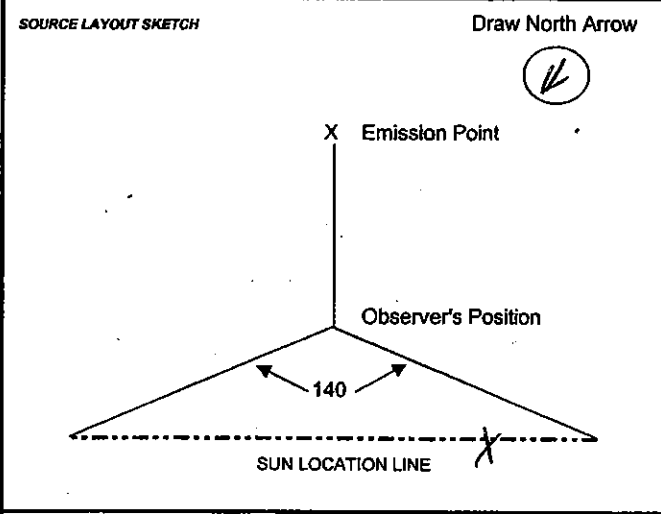 SOURCE LAYOUT SKETCH
Draw North Arrow
X Emission Point
Observer's Position
140
X
SUN LOCATION LINE